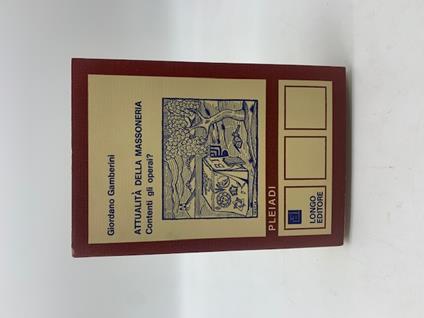 Giordano Gamberini
ATTUALITÀ DELLA MASSONERIA
Contenti gli operai?
PLEIADI
LONGO
EDITORE